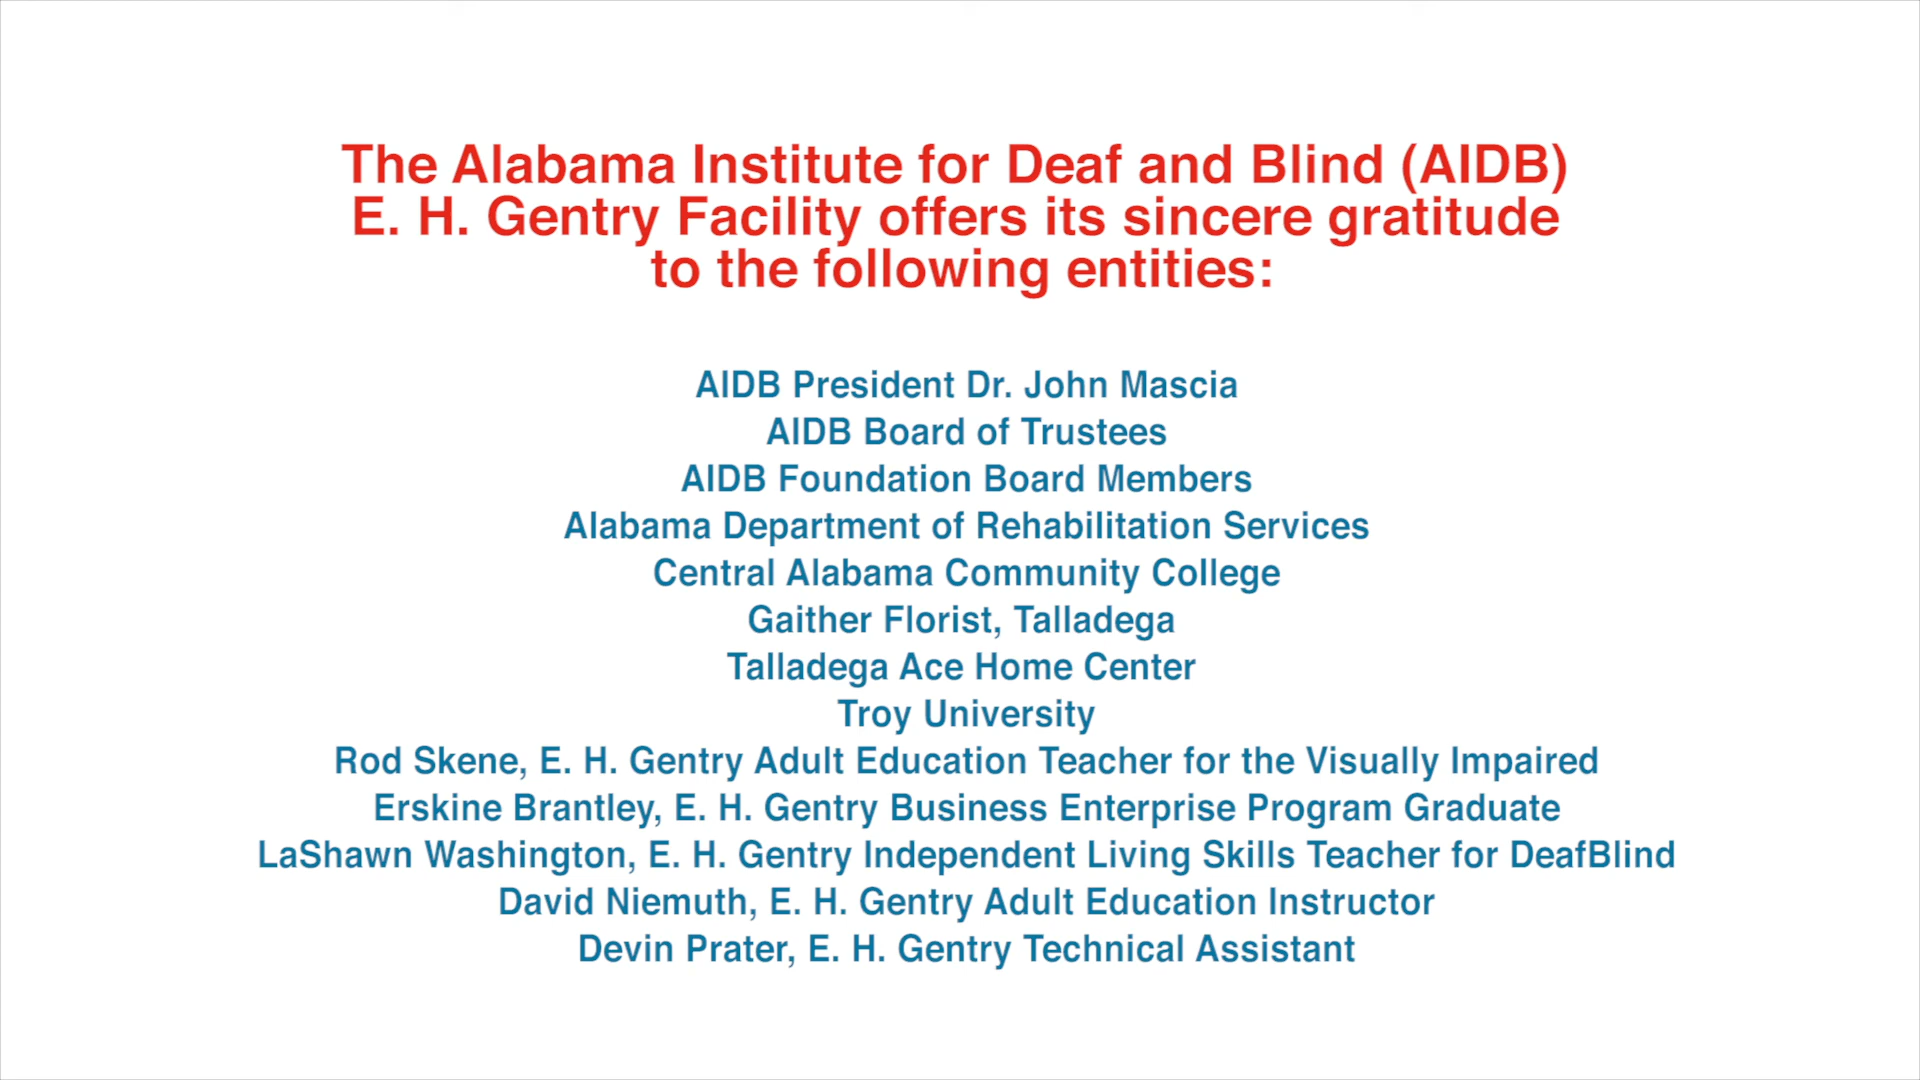 The Alabama Institute for Deaf and Blind (AIDB)
E. H. Gentry Facility offers its sincere gratitude
to the following entities:
AIDB President Dr. John Mascia
AIDB Board of Trustees
AIDB Foundation Board Members
Alabama Department of Rehabilitation Services
Central Alabama Community College
Gaither Florist, Talladega
Talladega Ace Home Center
Troy University
Rod Skene, E. H. Gentry Adult Education Teacher for the Visually Impaired
Erskine Brantley, E. H. Gentry Business Enterprise Program Graduate
LaShawn Washington, E. H. Gentry Independent Living Skills Teacher for DeafBlind
David Niemuth, E. H. Gentry Adult Education Instructor
Devin Prater, E. H. Gentry Technical Assistant